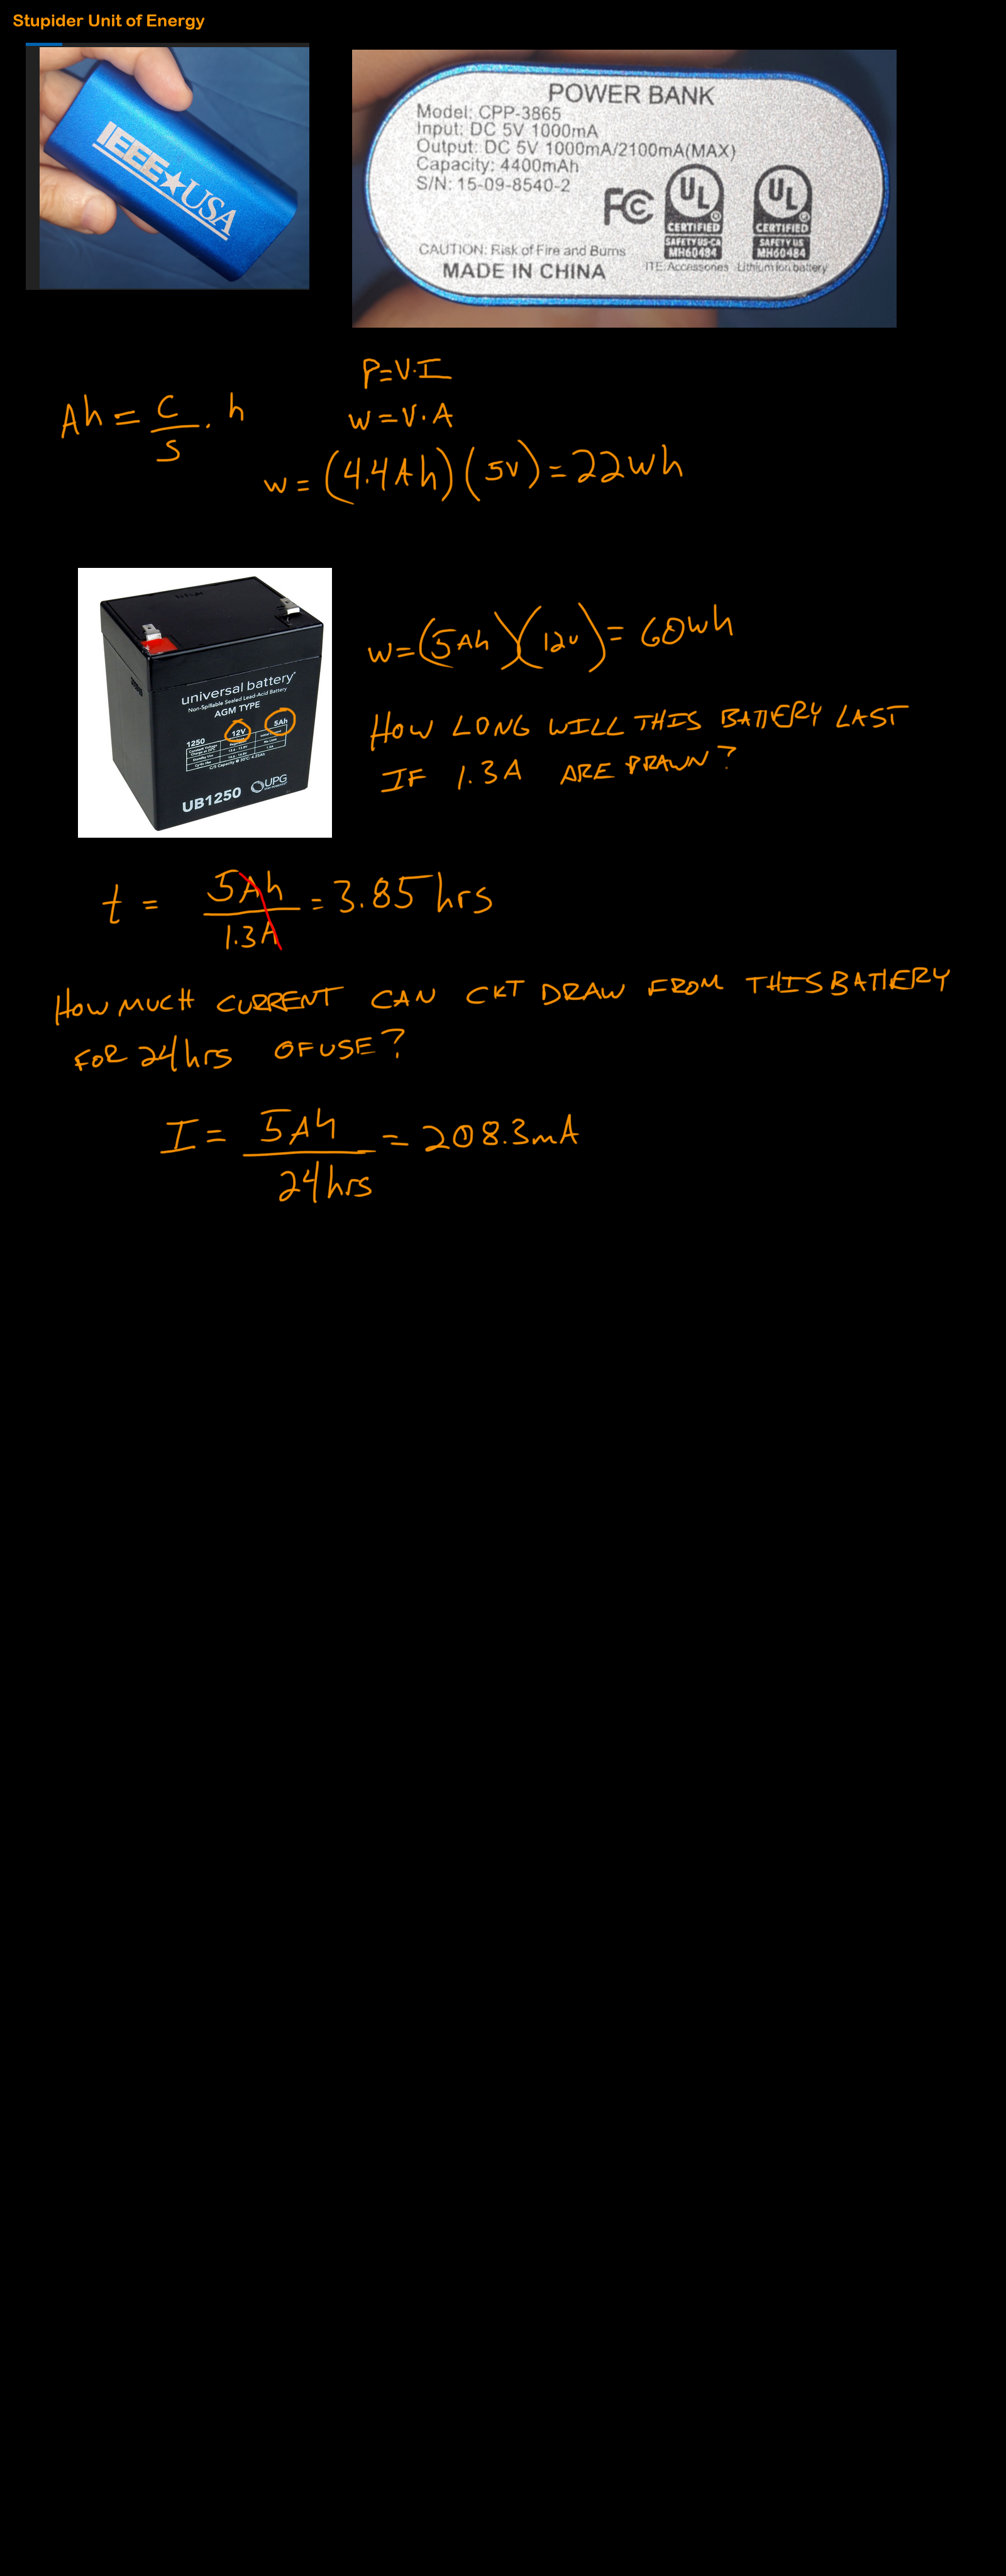 Stupider Unit of Energy
IEEE★USA
POWER BANK
Model: CPP-3865
Input: DC 5V 1000mA
Output: DC 5V 1000mA/2100mA(MAX)
Capacity: 4400mAh
S/N: 15-09-8540-2
FC
UL
®
CERTIFIED
SAFETY US-CA
MH60484
UL
®
CERTIFIED
SAFETY US
MH60484
CAUTION: Risk of Fire and Burns
ITE. Accessories Lithium ion battery
MADE IN CHINA
P=V·I
Ah = C/S · h
W = V·A
w = (4.4Ah)(5V) = 22Wh
universal battery®
Non-Spillable Sealed Lead-Acid Battery
AGM TYPE
12V 5Ah
1250
UB1250 UPG
w=(5Ah)(12V)= 60Wh
HOW LONG WILL THIS BATTERY LAST
IF 1.3A ARE DRAWN?
t = 5Ah/1.3A = 3.85 hrs
HOW MUCH CURRENT CAN CKT DRAW FROM THIS BATTERY
FOR 24hrs OF USE?
I = 5Ah/24hrs = 208.3mA